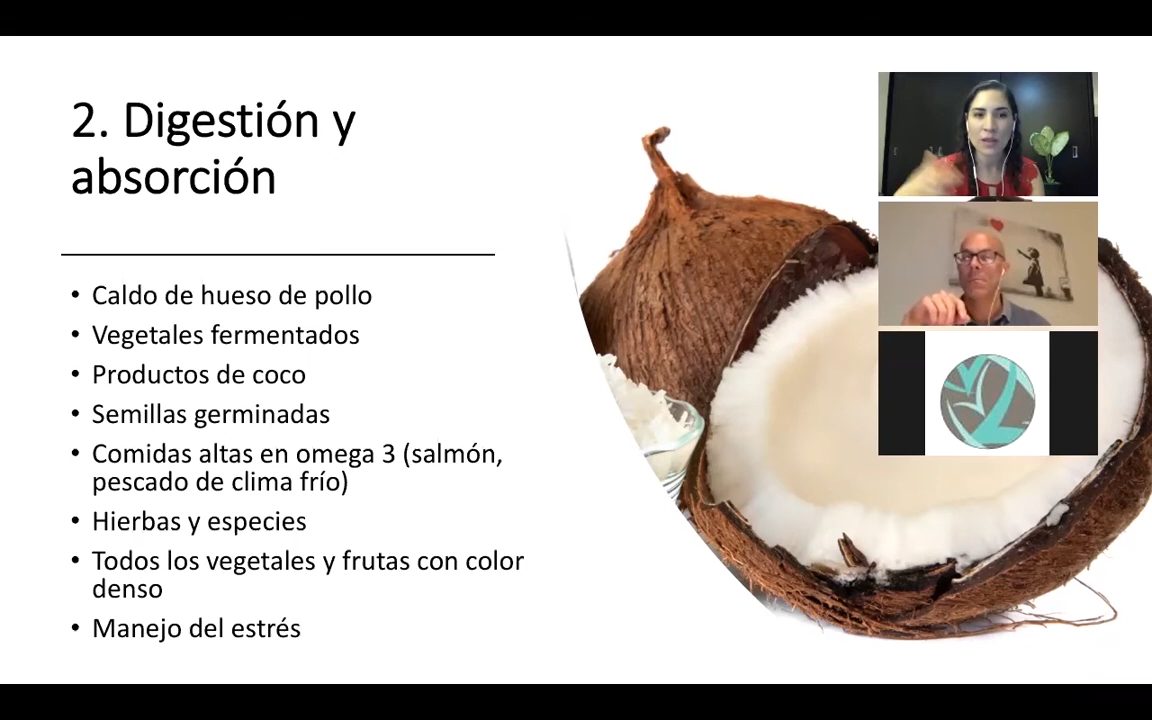 2. Digestión y
absorción
• Caldo de hueso de pollo
• Vegetales fermentados
• Productos de coco
• Semillas germinadas
• Comidas altas en omega 3 (salmón,
pescado de clima frío)
• Hierbas y especies
• Todos los vegetales y frutas con color
denso
• Manejo del estrés